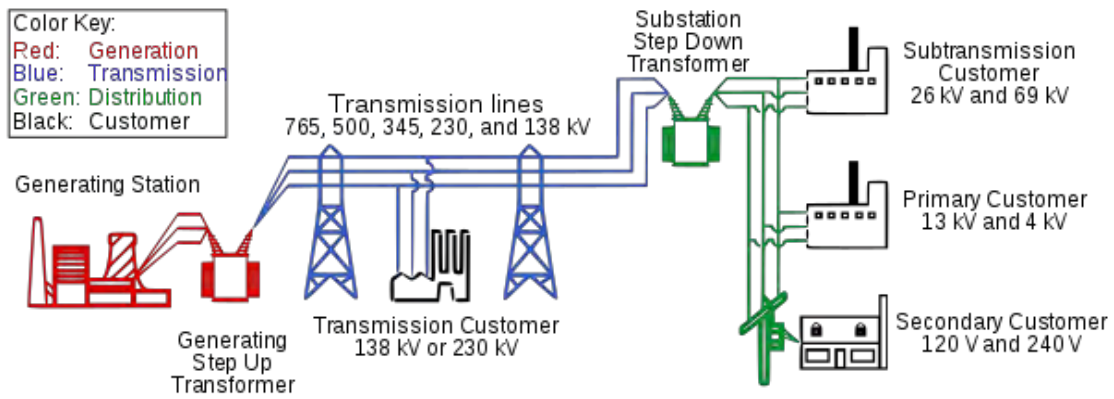 Color Key:
Red: Generation
Blue: Transmission
Green: Distribution
Black: Customer
Generating Station
Generating
Step Up
Transformer
Transmission lines
765, 500, 345, 230, and 138 kV
Transmission Customer
138 kV or 230 kV
Substation
Step Down
Transformer
Subtransmission
Customer
26 kV and 69 kV
Primary Customer
13 kV and 4 kV
Secondary Customer
120 V and 240 V